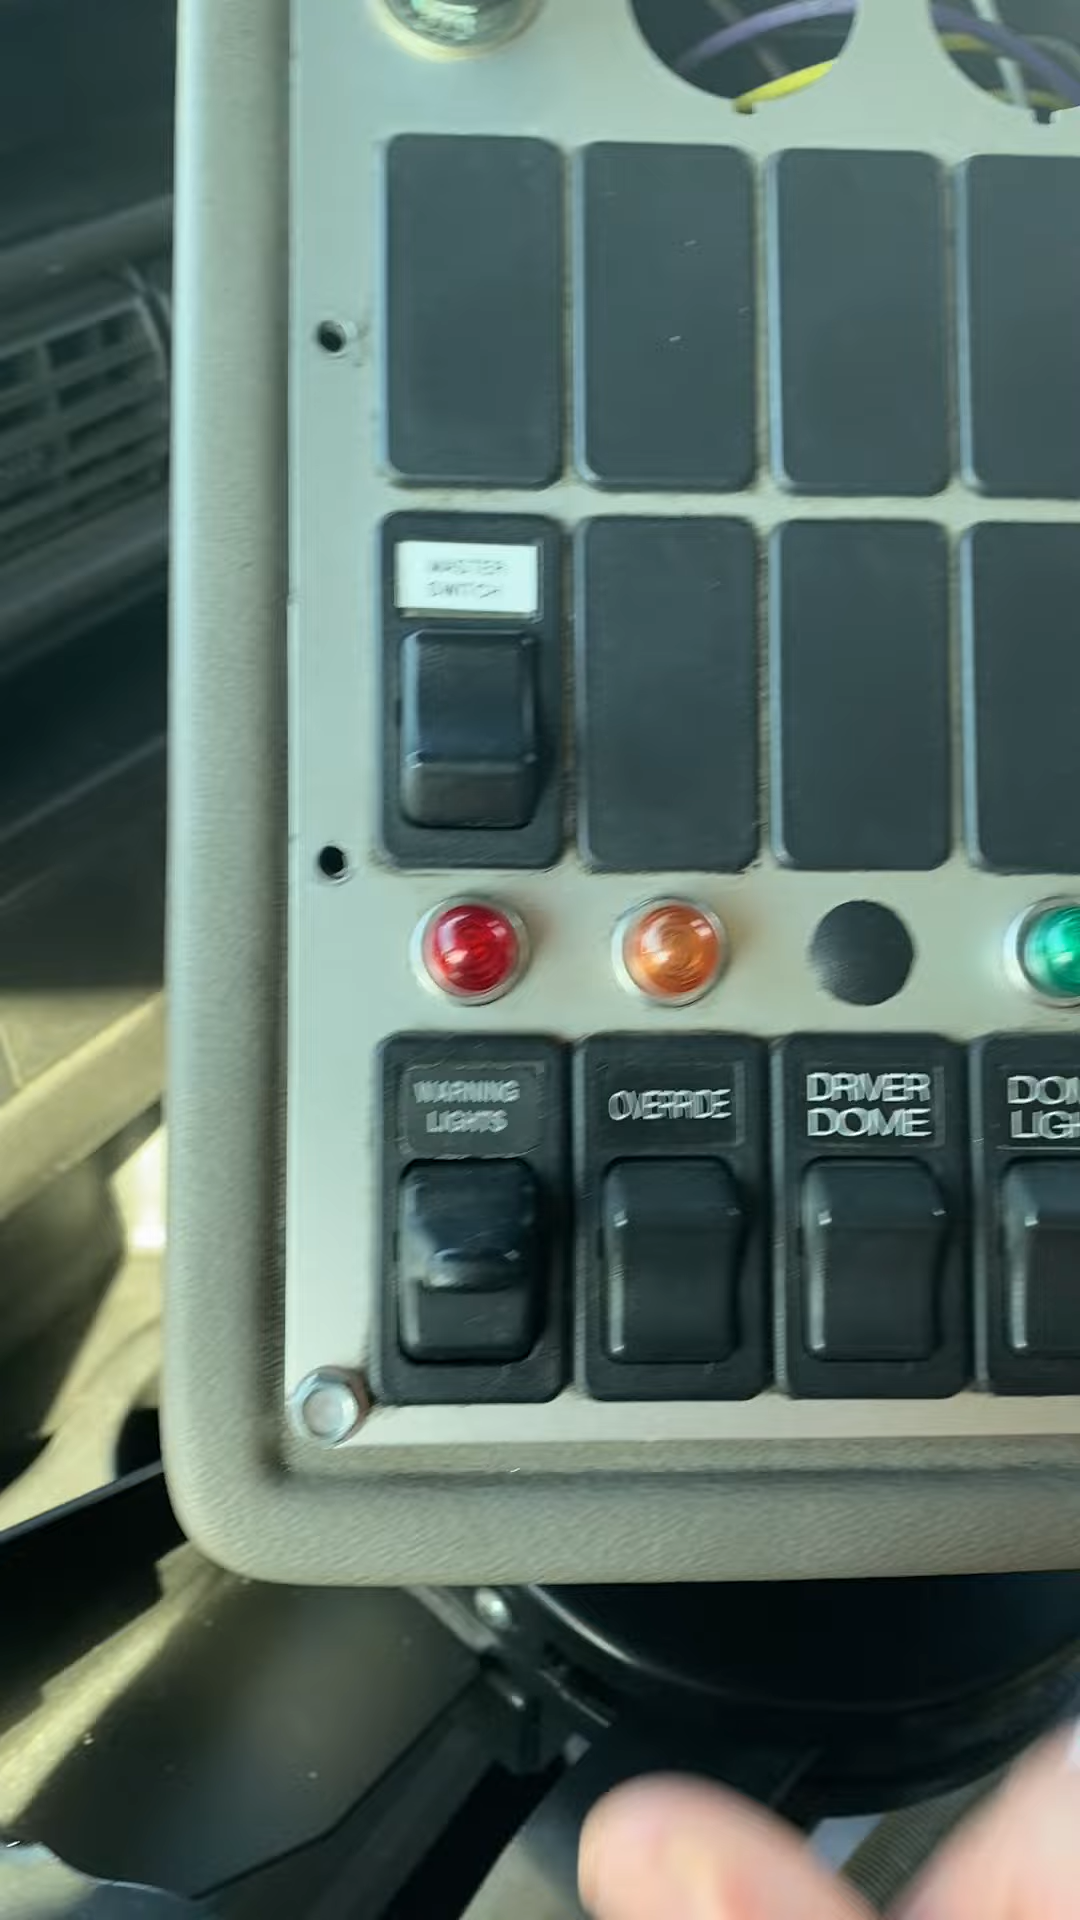 MASTER
SWITCH
WARNING
LIGHTS
OVERRIDE
DRIVER
DOME